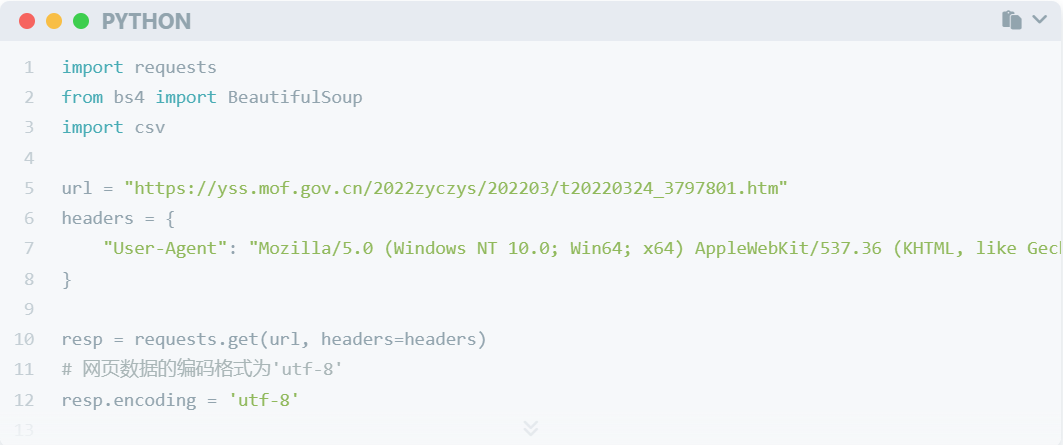 PYTHON
1 import requests
2 from bs4 import BeautifulSoup
3 import csv
4
5 url = "https://yss.mof.gov.cn/2022zyczys/202203/t20220324_3797801.htm"
6 headers = {
7     "User-Agent": "Mozilla/5.0 (Windows NT 10.0; Win64; x64) AppleWebKit/537.36 (KHTML, like Gec
8 }
9
10 resp = requests.get(url, headers=headers)
11 # 网页数据的编码格式为'utf-8'
12 resp.encoding = 'utf-8'
13